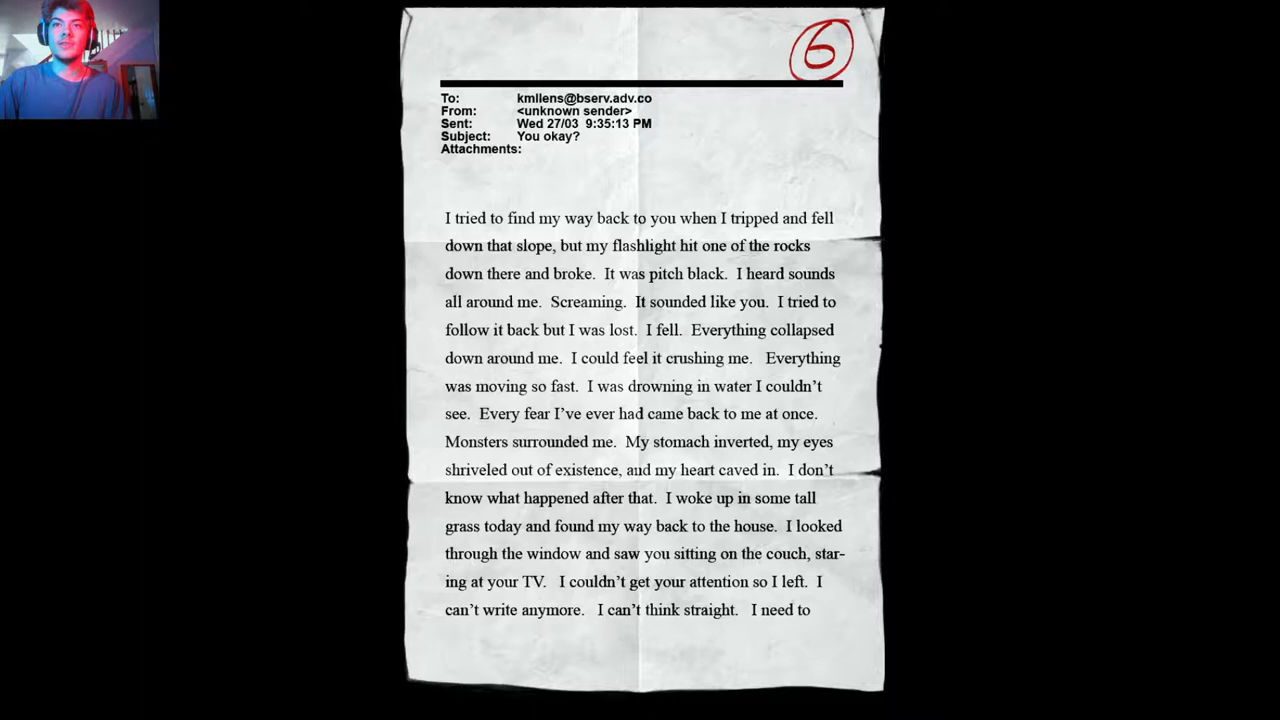 6
To: kmllens@bserv.adv.co
From: <unknown sender>
Sent: Wed 27/03 9:35:13 PM
Subject: You okay?
Attachments:
I tried to find my way back to you when I tripped and fell
down that slope, but my flashlight hit one of the rocks
down there and broke. It was pitch black. I heard sounds
all around me. Screaming. It sounded like you. I tried to
follow it back but I was lost. I fell. Everything collapsed
down around me. I could feel it crushing me. Everything
was moving so fast. I was drowning in water I couldn't
see. Every fear I've ever had came back to me at once.
Monsters surrounded me. My stomach inverted, my eyes
shriveled out of existence, and my heart caved in. I don't
know what happened after that. I woke up in some tall
grass today and found my way back to the house. I looked
through the window and saw you sitting on the couch, star-
ing at your TV. I couldn't get your attention so I left. I
can't write anymore. I can't think straight. I need to